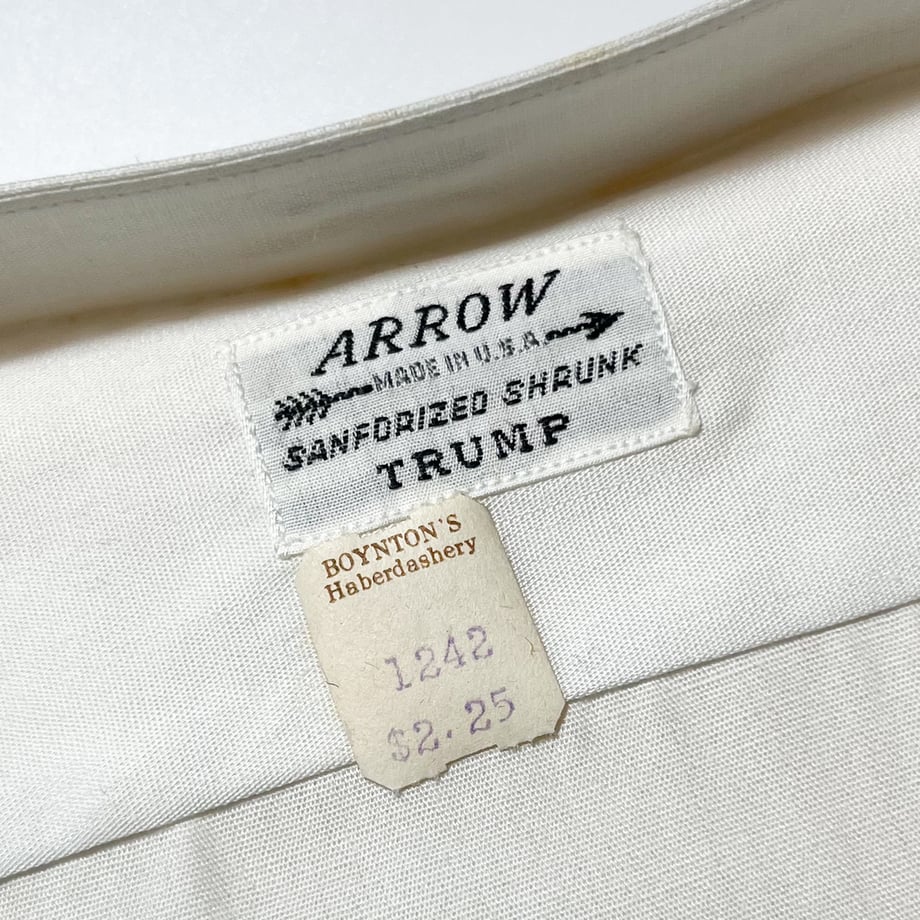 ARROW
MADE IN U.S.A
SANFORIZED SHRUNK
TRUMP
BOYNTON'S
Haberdashery
1242
$2.25